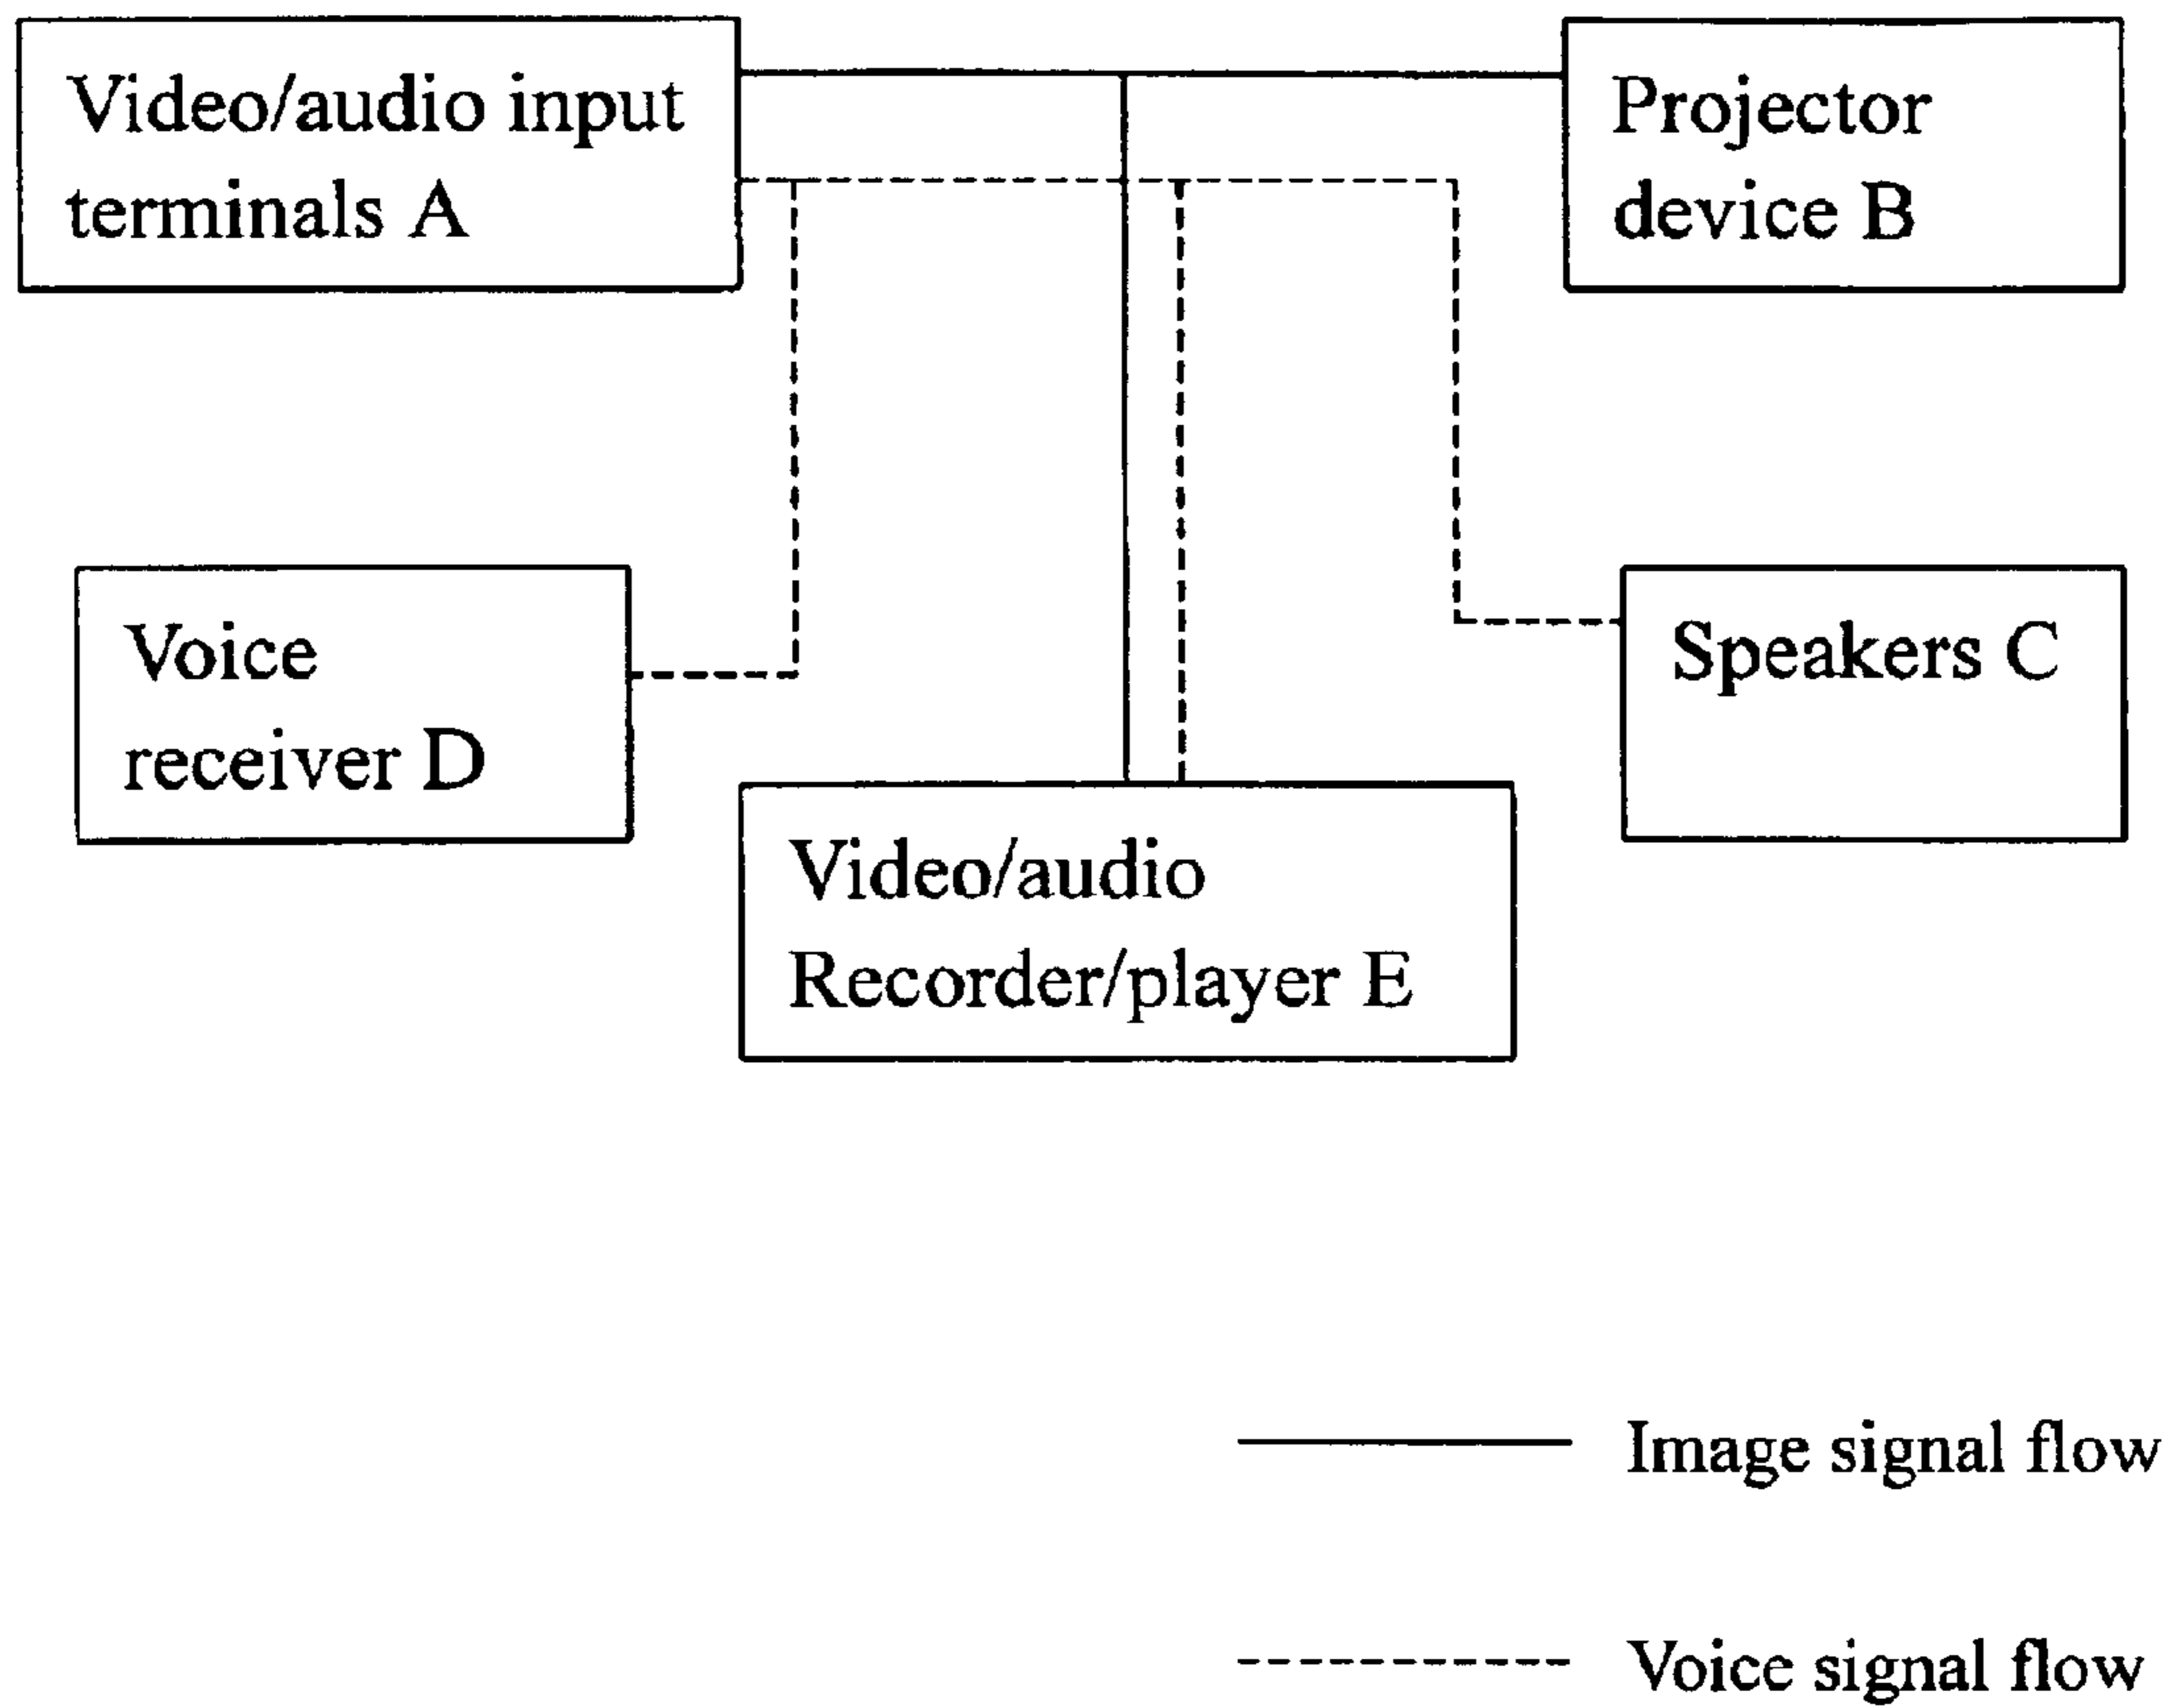 Video/audio input
terminals A
Projector
device B
Voice
receiver D
Speakers C
Video/audio
Recorder/player E
Image signal flow
Voice signal flow